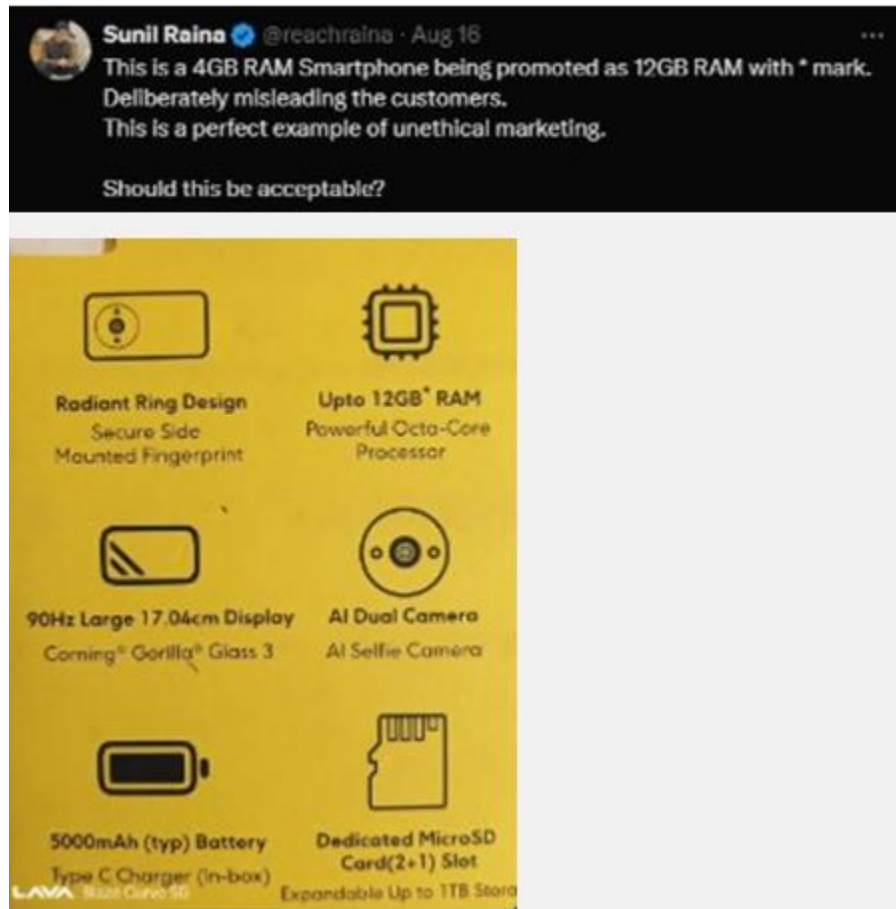 Sunil Raina @reachraina · Aug 16
This is a 4GB RAM Smartphone being promoted as 12GB RAM with * mark.
Deliberately misleading the customers.
This is a perfect example of unethical marketing.
Should this be acceptable?
Radiant Ring Design
Secure Side
Mounted Fingerprint
Upto 12GB* RAM
Powerful Octa-Core
Processor
90Hz Large 17.04cm Display
Corning® Gorilla® Glass 3
AI Dual Camera
AI Selfie Camera
5000mAh (typ) Battery
Type C Charger (In-box)
Dedicated MicroSD
Card(2+1) Slot
Expandable Up to 1TB Stora
LAVA Blaze Curve 5G